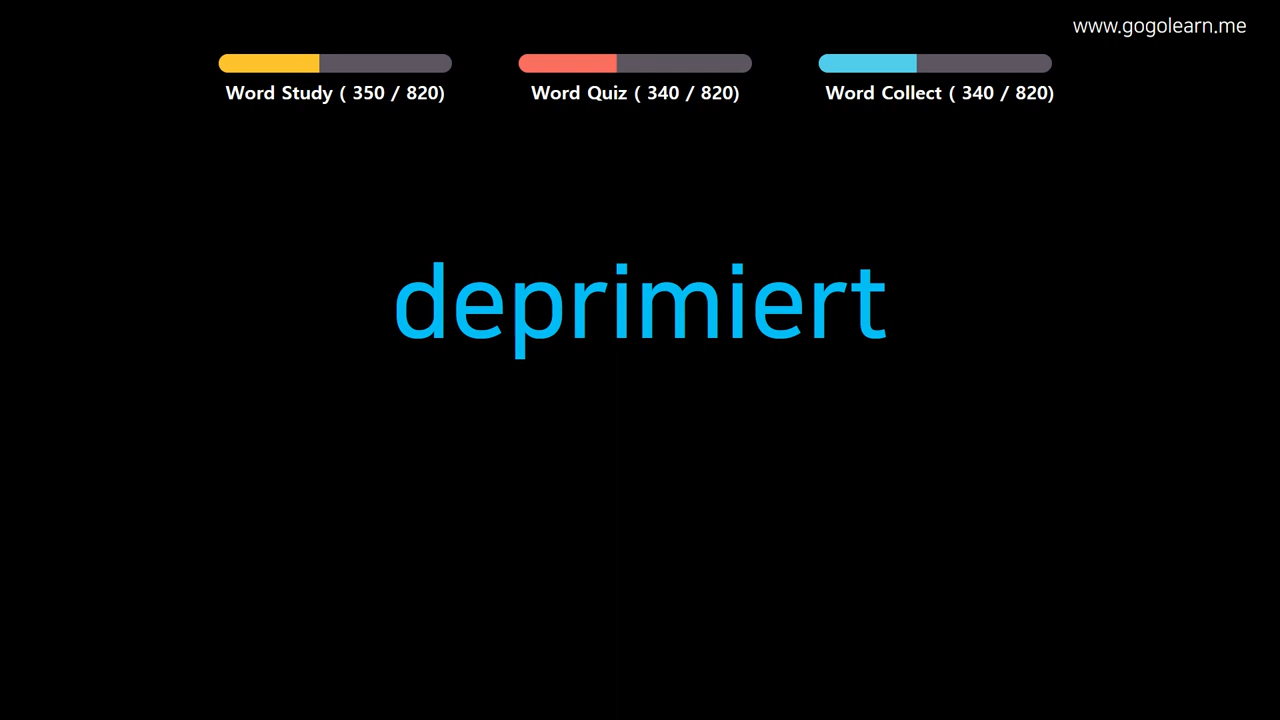 www.gogolearn.me
Word Study ( 350 / 820)
Word Quiz ( 340 / 820)
Word Collect ( 340 / 820)
deprimiert